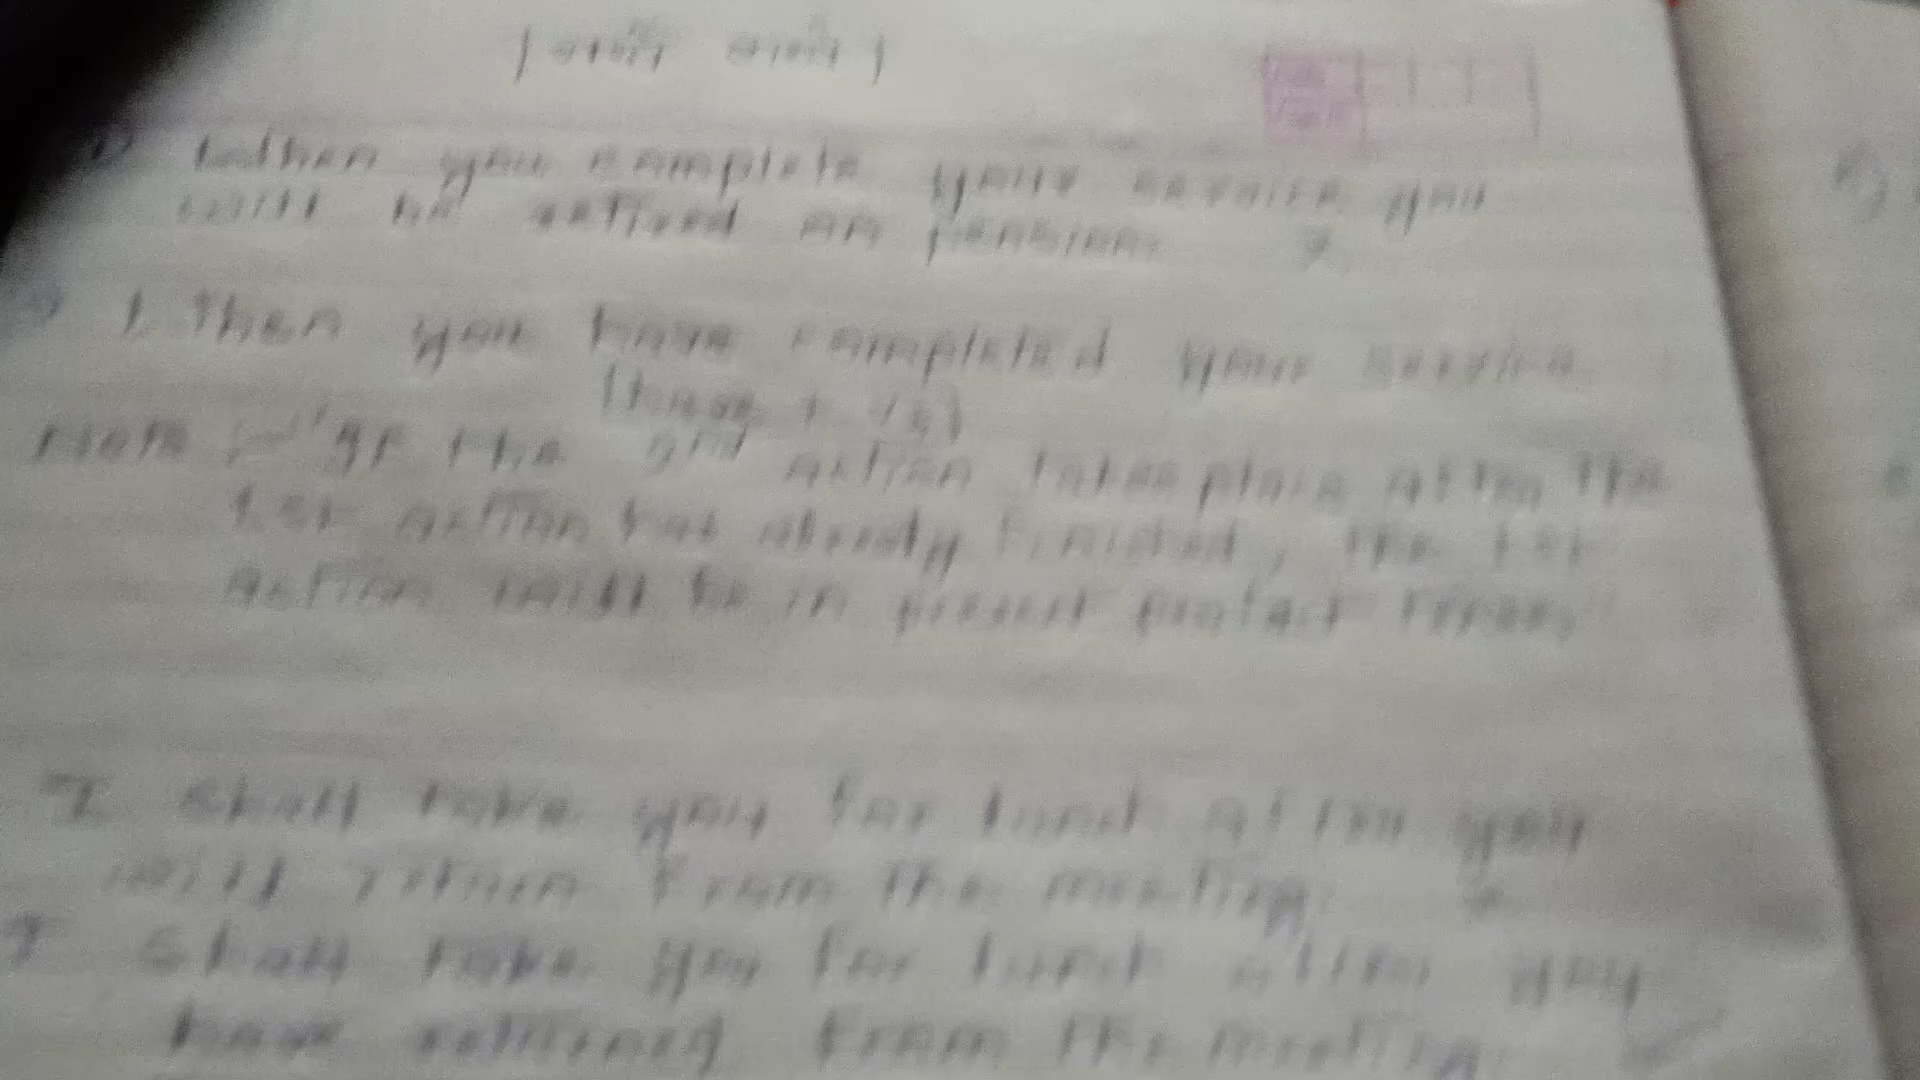 When you complete your service you
will be retired on pension. x
When you have completed your service
(have + V3)
Note :- "If the 2nd action takes place after the
1st action has already finished, the 1st
action will be in present perfect tense."
I shall take you for lunch after you
will return from the meeting. x
I shall take you for lunch after you
have returned from the meeting.